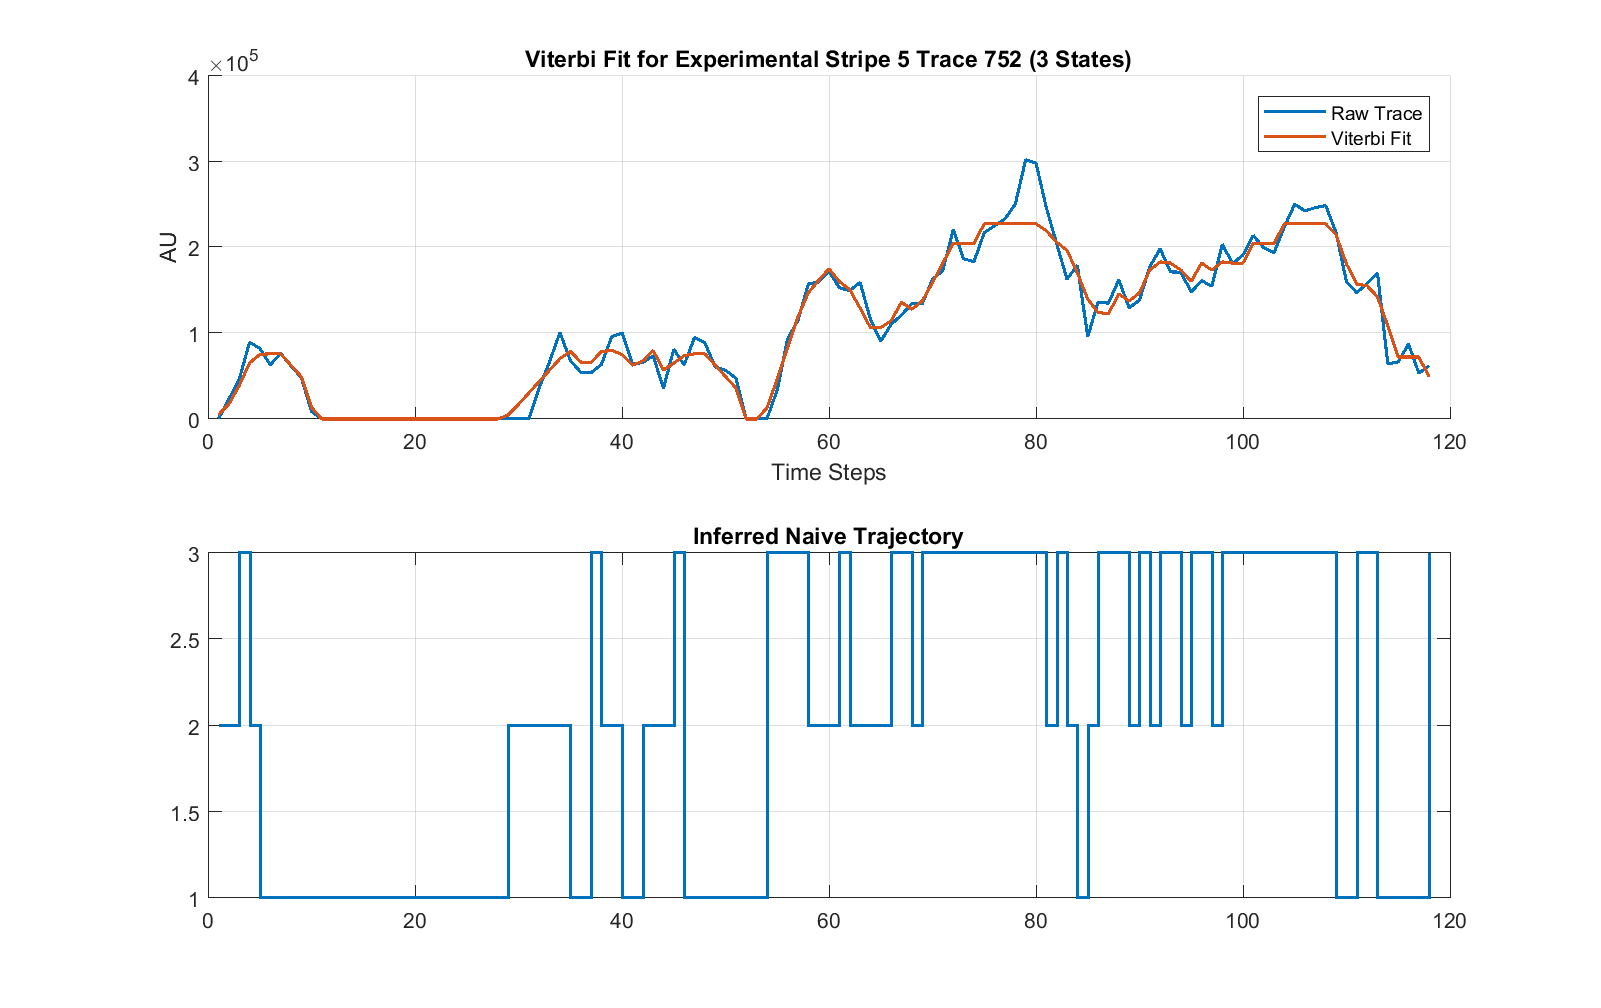 Viterbi Fit for Experimental Stripe 5 Trace 752 (3 States)
×10⁵
4
3
2
1
0
AU
Raw Trace
Viterbi Fit
0 20 40 60 80 100 120
Time Steps
Inferred Naive Trajectory
3
2.5
2
1.5
1
0 20 40 60 80 100 120